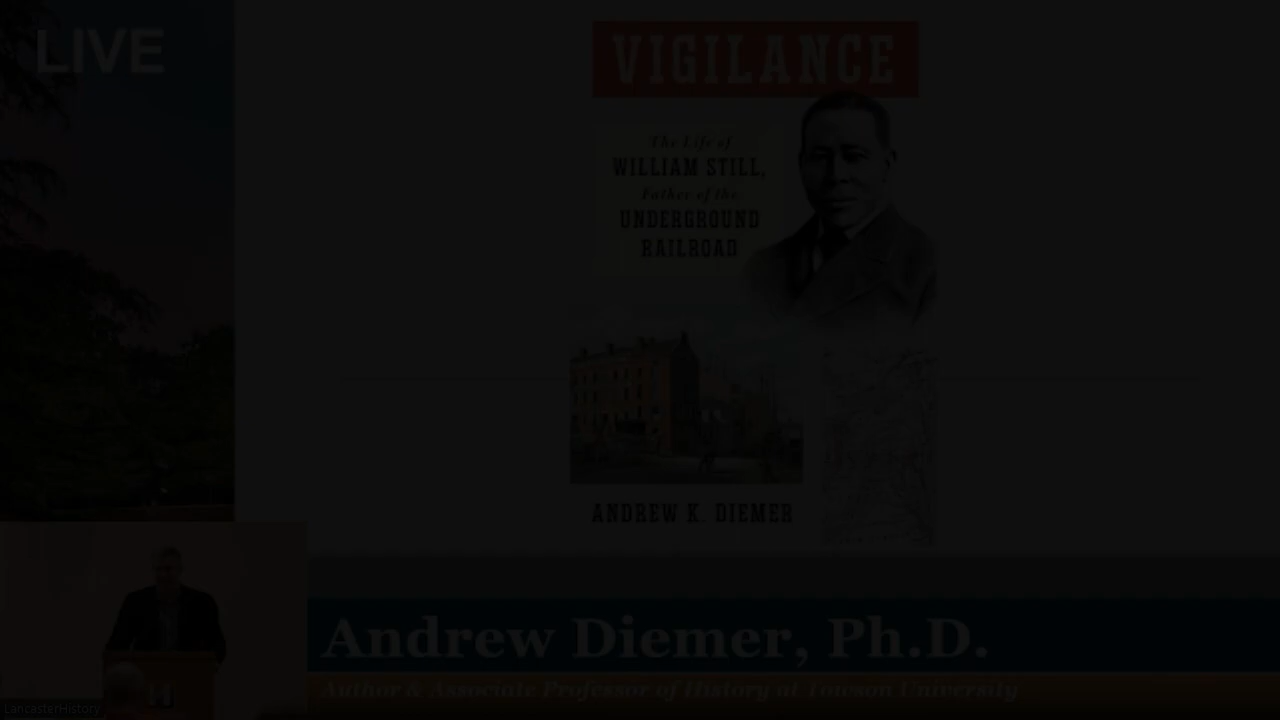 LIVE
VIGILANCE
The Life of
WILLIAM STILL,
Father of the
UNDERGROUND
RAILROAD
ANDREW K. DIEMER
Andrew Diemer, Ph.D.
Author & Associate Professor of History at Towson University
H
LancasterHistory